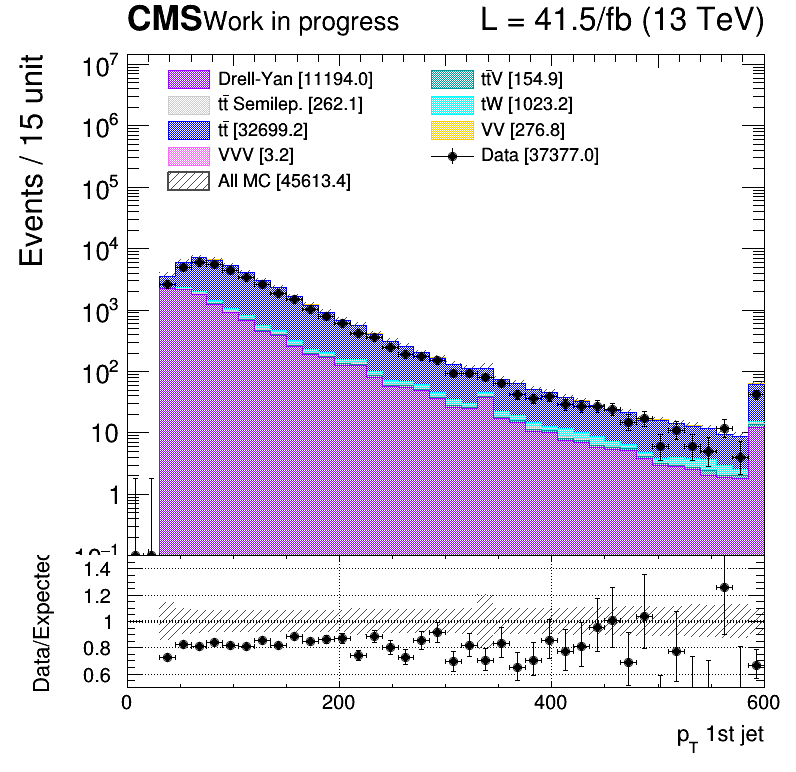 CMS Work in progress L = 41.5/fb (13 TeV)
Events / 15 unit
10⁷
10⁶
10⁵
10⁴
10³
10²
10
1
10⁻¹
Drell-Yan [11194.0]
tt̄ Semilep. [262.1]
tt̄ [32699.2]
VVV [3.2]
All MC [45613.4]
tt̄V [154.9]
tW [1023.2]
VV [276.8]
Data [37377.0]
Data/Expected
1.4
1.2
1
0.8
0.6
0 200 400 600
p_T 1st jet